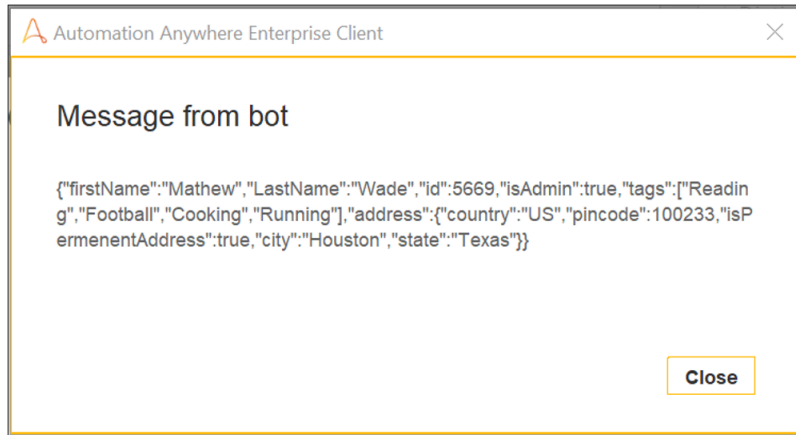 Automation Anywhere Enterprise Client
Message from bot
{"firstName":"Mathew","LastName":"Wade","id":5669,"isAdmin":true,"tags":["Readin
g","Football","Cooking","Running"],"address":{"country":"US","pincode":100233,"isP
ermenentAddress":true,"city":"Houston","state":"Texas"}}
Close